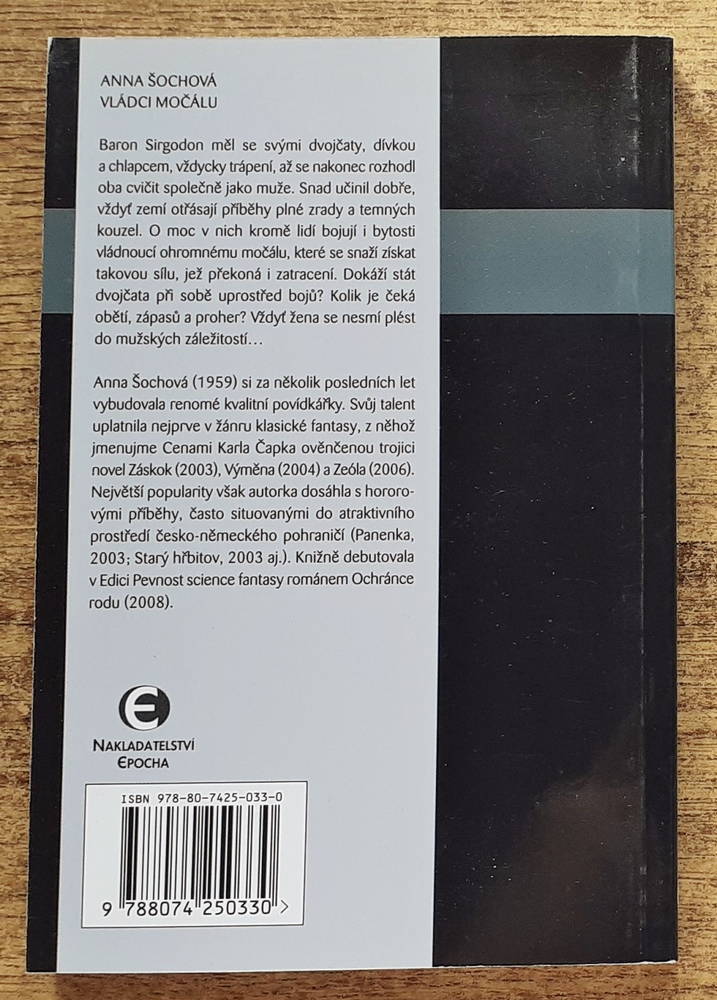 ANNA ŠOCHOVÁ
VLÁDCI MOČÁLU
Baron Sirgodon měl se svými dvojčaty, dívkou
a chlapcem, vždycky trápení, až se nakonec rozhodl
oba cvičit společně jako muže. Snad učinil dobře,
vždyť zemí otřásají příběhy plné zrady a temných
kouzel. O moc v nich kromě lidí bojují i bytosti
vládnoucí ohromnému močálu, které se snaží získat
takovou sílu, jež překoná i zatracení. Dokáží stát
dvojčata při sobě uprostřed bojů? Kolik je čeká
obětí, zápasů a proher? Vždyť žena se nesmí plést
do mužských záležitostí…
Anna Šochová (1959) si za několik posledních let
vybudovala renomé kvalitní povídkářky. Svůj talent
uplatnila nejprve v žánru klasické fantasy, z něhož
jmenujme Cenami Karla Čapka ověnčenou trojici
novel Záskok (2003), Výměna (2004) a Zeóla (2006).
Největší popularity však autorka dosáhla s hororo-
vými příběhy, často situovanými do atraktivního
prostředí česko-německého pohraničí (Panenka,
2003; Starý hřbitov, 2003 aj.). Knižně debutovala
v Edici Pevnost science fantasy románem Ochránce
rodu (2008).
NAKLADATELSTVÍ
EPOCHA
ISBN 978-80-7425-033-0
9 788074 250330 >